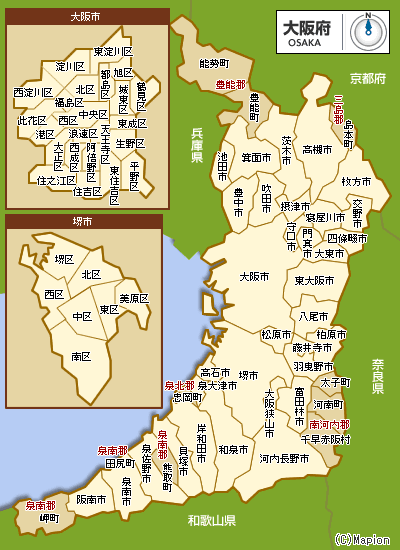 大阪府
OSAKA
N
大阪市
東淀川区
淀川区
旭区
都島区
鶴見区
城東区
西淀川区
北区
福島区
中央区
此花区
西区
東成区
港区
浪速区
天王寺区
生野区
大正区
西成区
阿倍野区
平野区
東住吉区
住之江区
住吉区
堺市
堺区
北区
西区
東区
美原区
中区
南区
京都府
兵庫県
奈良県
和歌山県
能勢町
豊能郡
豊能町
三島郡
島本町
高槻市
茨木市
箕面市
池田市
豊中市
吹田市
摂津市
枚方市
交野市
寝屋川市
守口市
門真市
四條畷市
大東市
大阪市
東大阪市
八尾市
松原市
柏原市
藤井寺市
羽曳野市
太子町
河南町
南河内郡
千早赤阪村
富田林市
大阪狭山市
河内長野市
堺市
高石市
泉北郡
泉大津市
忠岡町
和泉市
岸和田市
貝塚市
泉南郡
熊取町
泉佐野市
泉南郡
田尻町
泉南市
阪南市
泉南郡
岬町
(C)Mapion